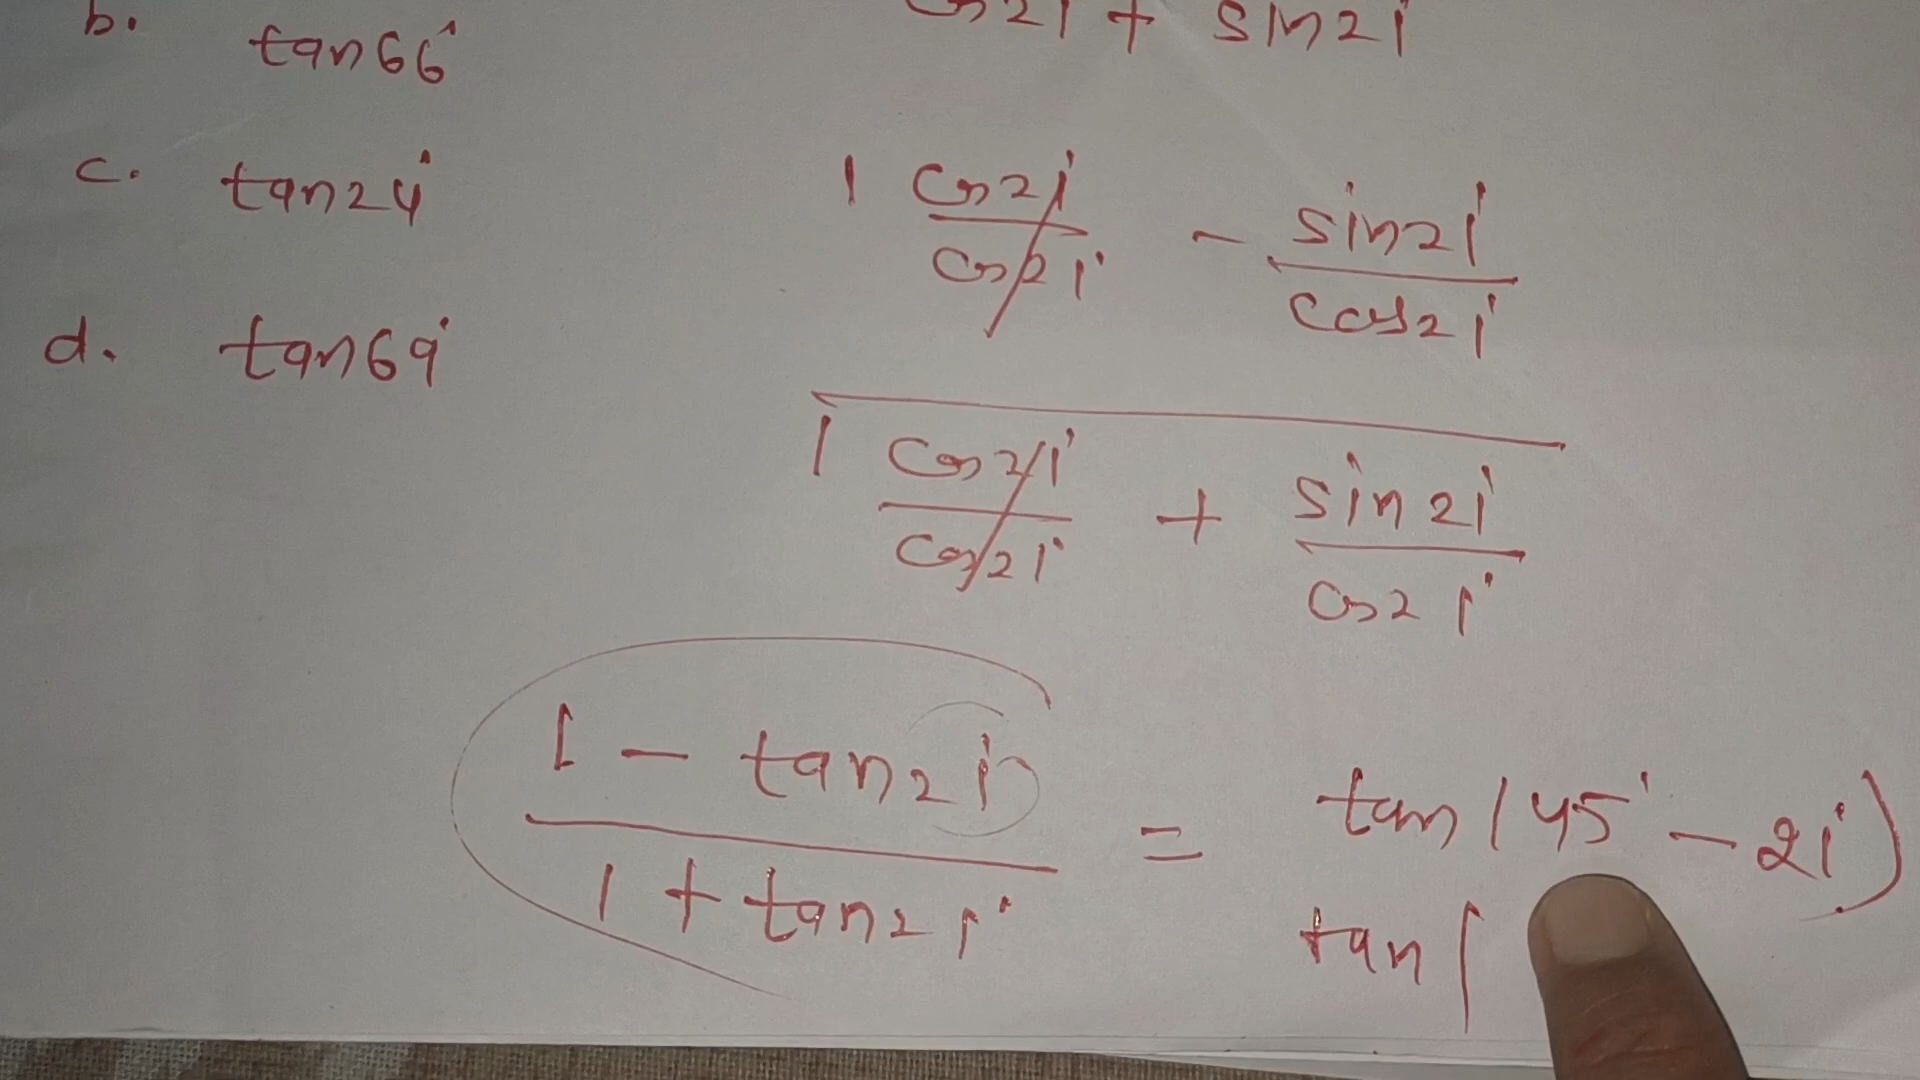 b. tan66°
cos21° + sin21°
c. tan24°
d. tan69°
1 cos21°/cos21° - sin21°/cos21°
1 cos21°/cos21° + sin21°/cos21°
1 - tan21°
1 + tan21°
= tan(45° - 21°)
tan(